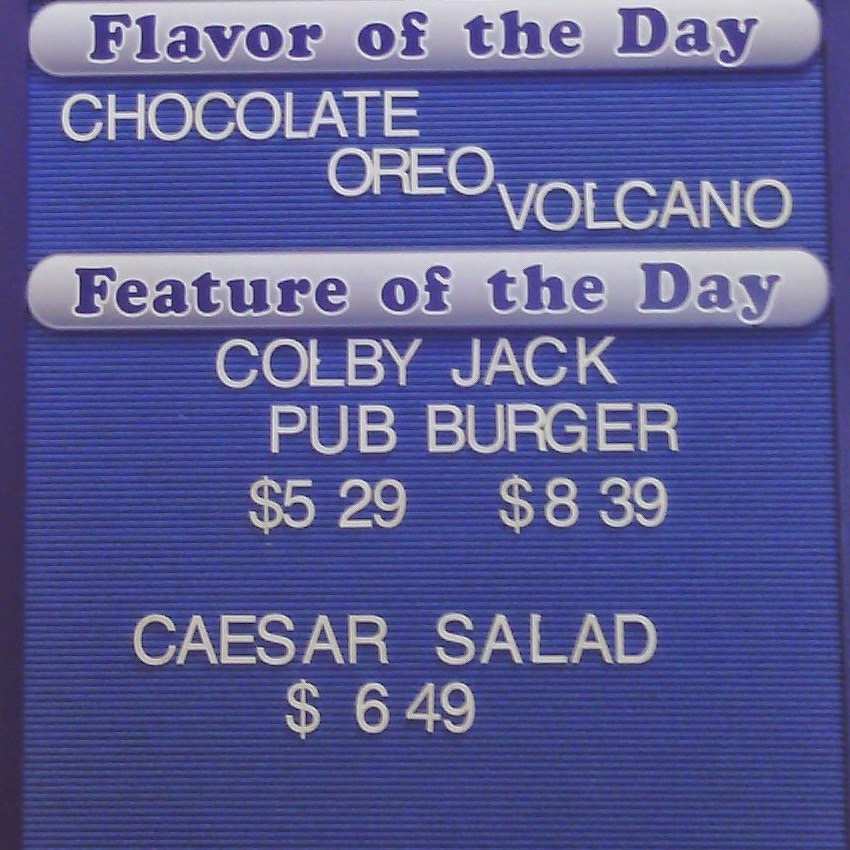 Flavor of the Day
CHOCOLATE
OREO
VOLCANO
Feature of the Day
COLBY JACK
PUB BURGER
$5 29 $8 39
CAESAR SALAD
$ 6 49